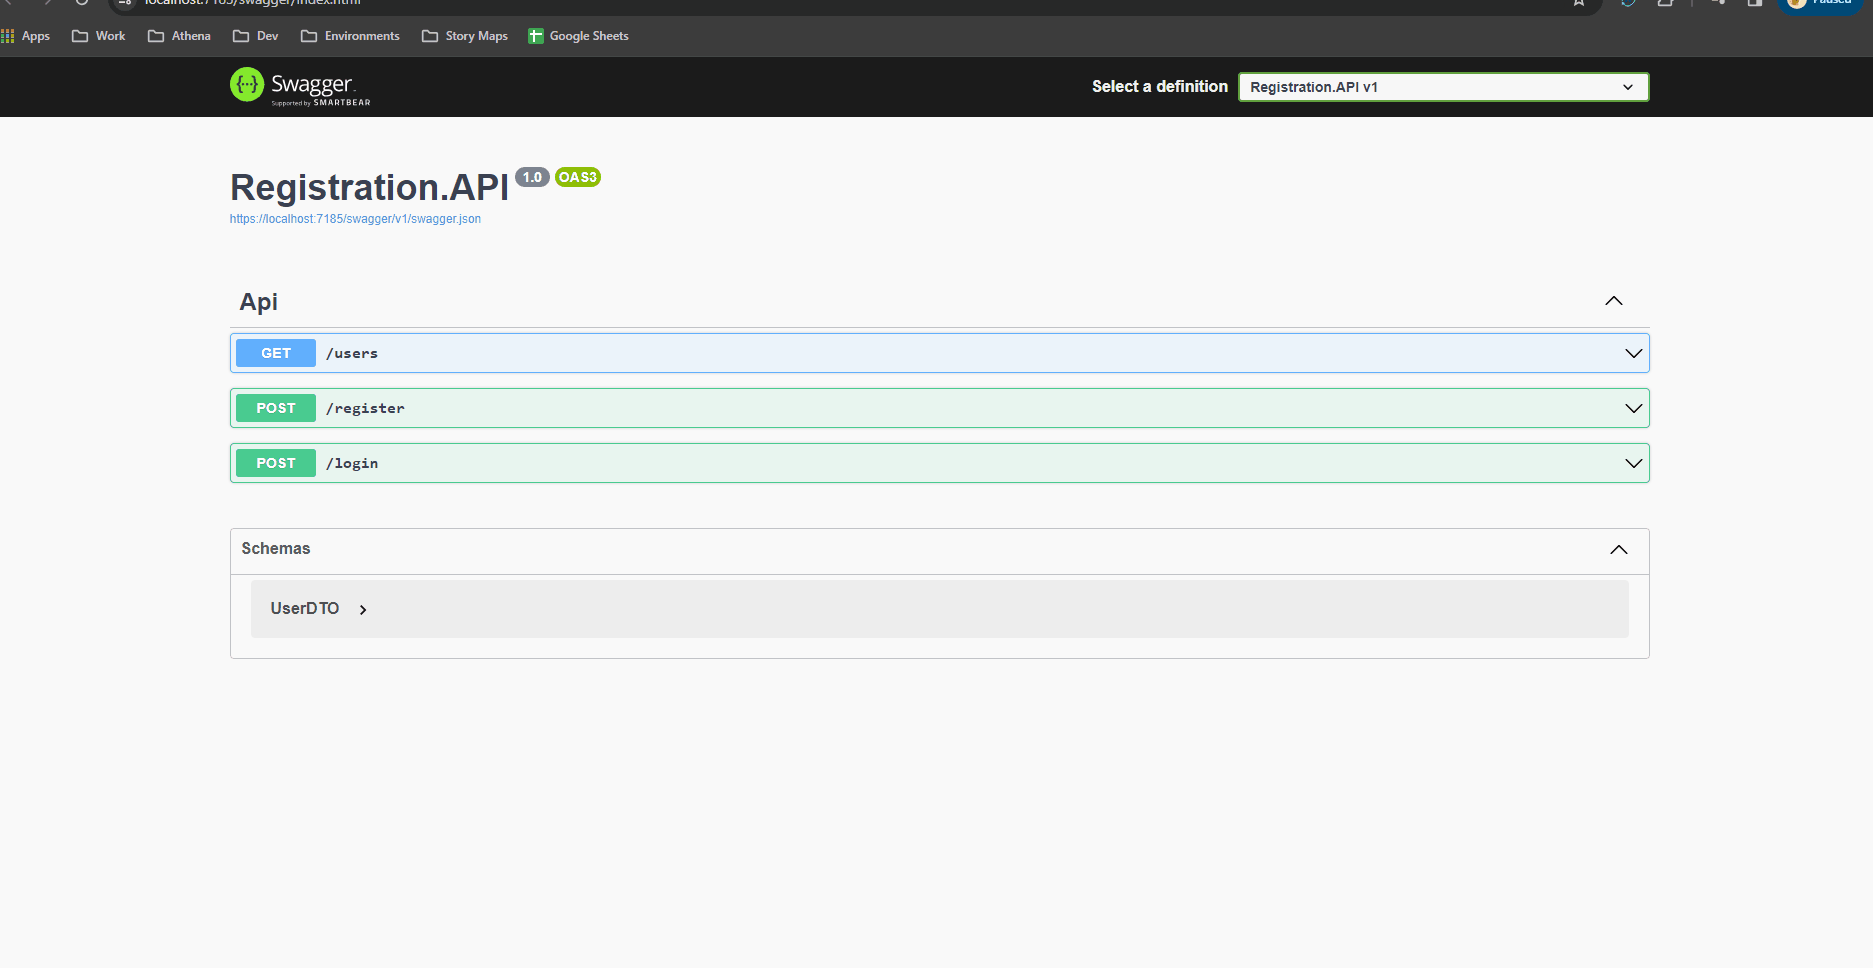 localhost:7185/swagger/index.html
Paused
Apps Work Athena Dev Environments Story Maps Google Sheets
{···} Swagger.
Supported by SMARTBEAR
Select a definition Registration.API v1
Registration.API 1.0 OAS3
https://localhost:7185/swagger/v1/swagger.json
Api
GET /users
POST /register
POST /login
Schemas
UserDTO